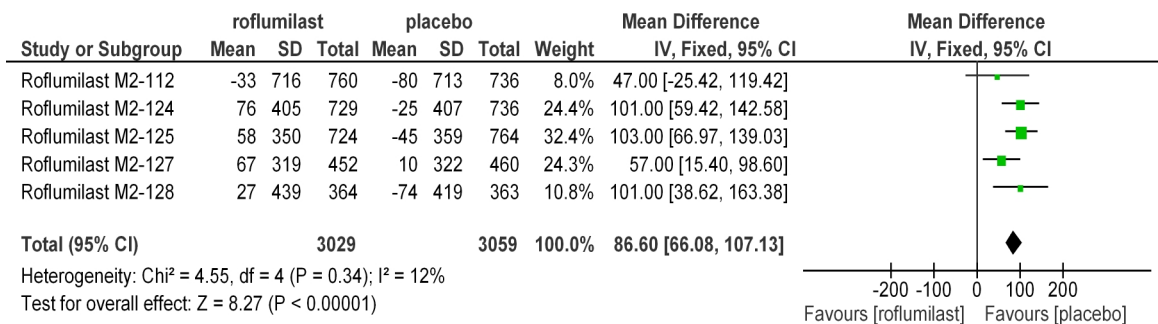 roflumilast placebo Mean Difference Mean Difference
Study or Subgroup Mean SD Total Mean SD Total Weight IV, Fixed, 95% CI IV, Fixed, 95% CI
Roflumilast M2-112 -33 716 760 -80 713 736 8.0% 47.00 [-25.42, 119.42]
Roflumilast M2-124 76 405 729 -25 407 736 24.4% 101.00 [59.42, 142.58]
Roflumilast M2-125 58 350 724 -45 359 764 32.4% 103.00 [66.97, 139.03]
Roflumilast M2-127 67 319 452 10 322 460 24.3% 57.00 [15.40, 98.60]
Roflumilast M2-128 27 439 364 -74 419 363 10.8% 101.00 [38.62, 163.38]
Total (95% CI) 3029 3059 100.0% 86.60 [66.08, 107.13]
Heterogeneity: Chi² = 4.55, df = 4 (P = 0.34); I² = 12%
Test for overall effect: Z = 8.27 (P < 0.00001)
-200 -100 0 100 200
Favours [roflumilast] Favours [placebo]